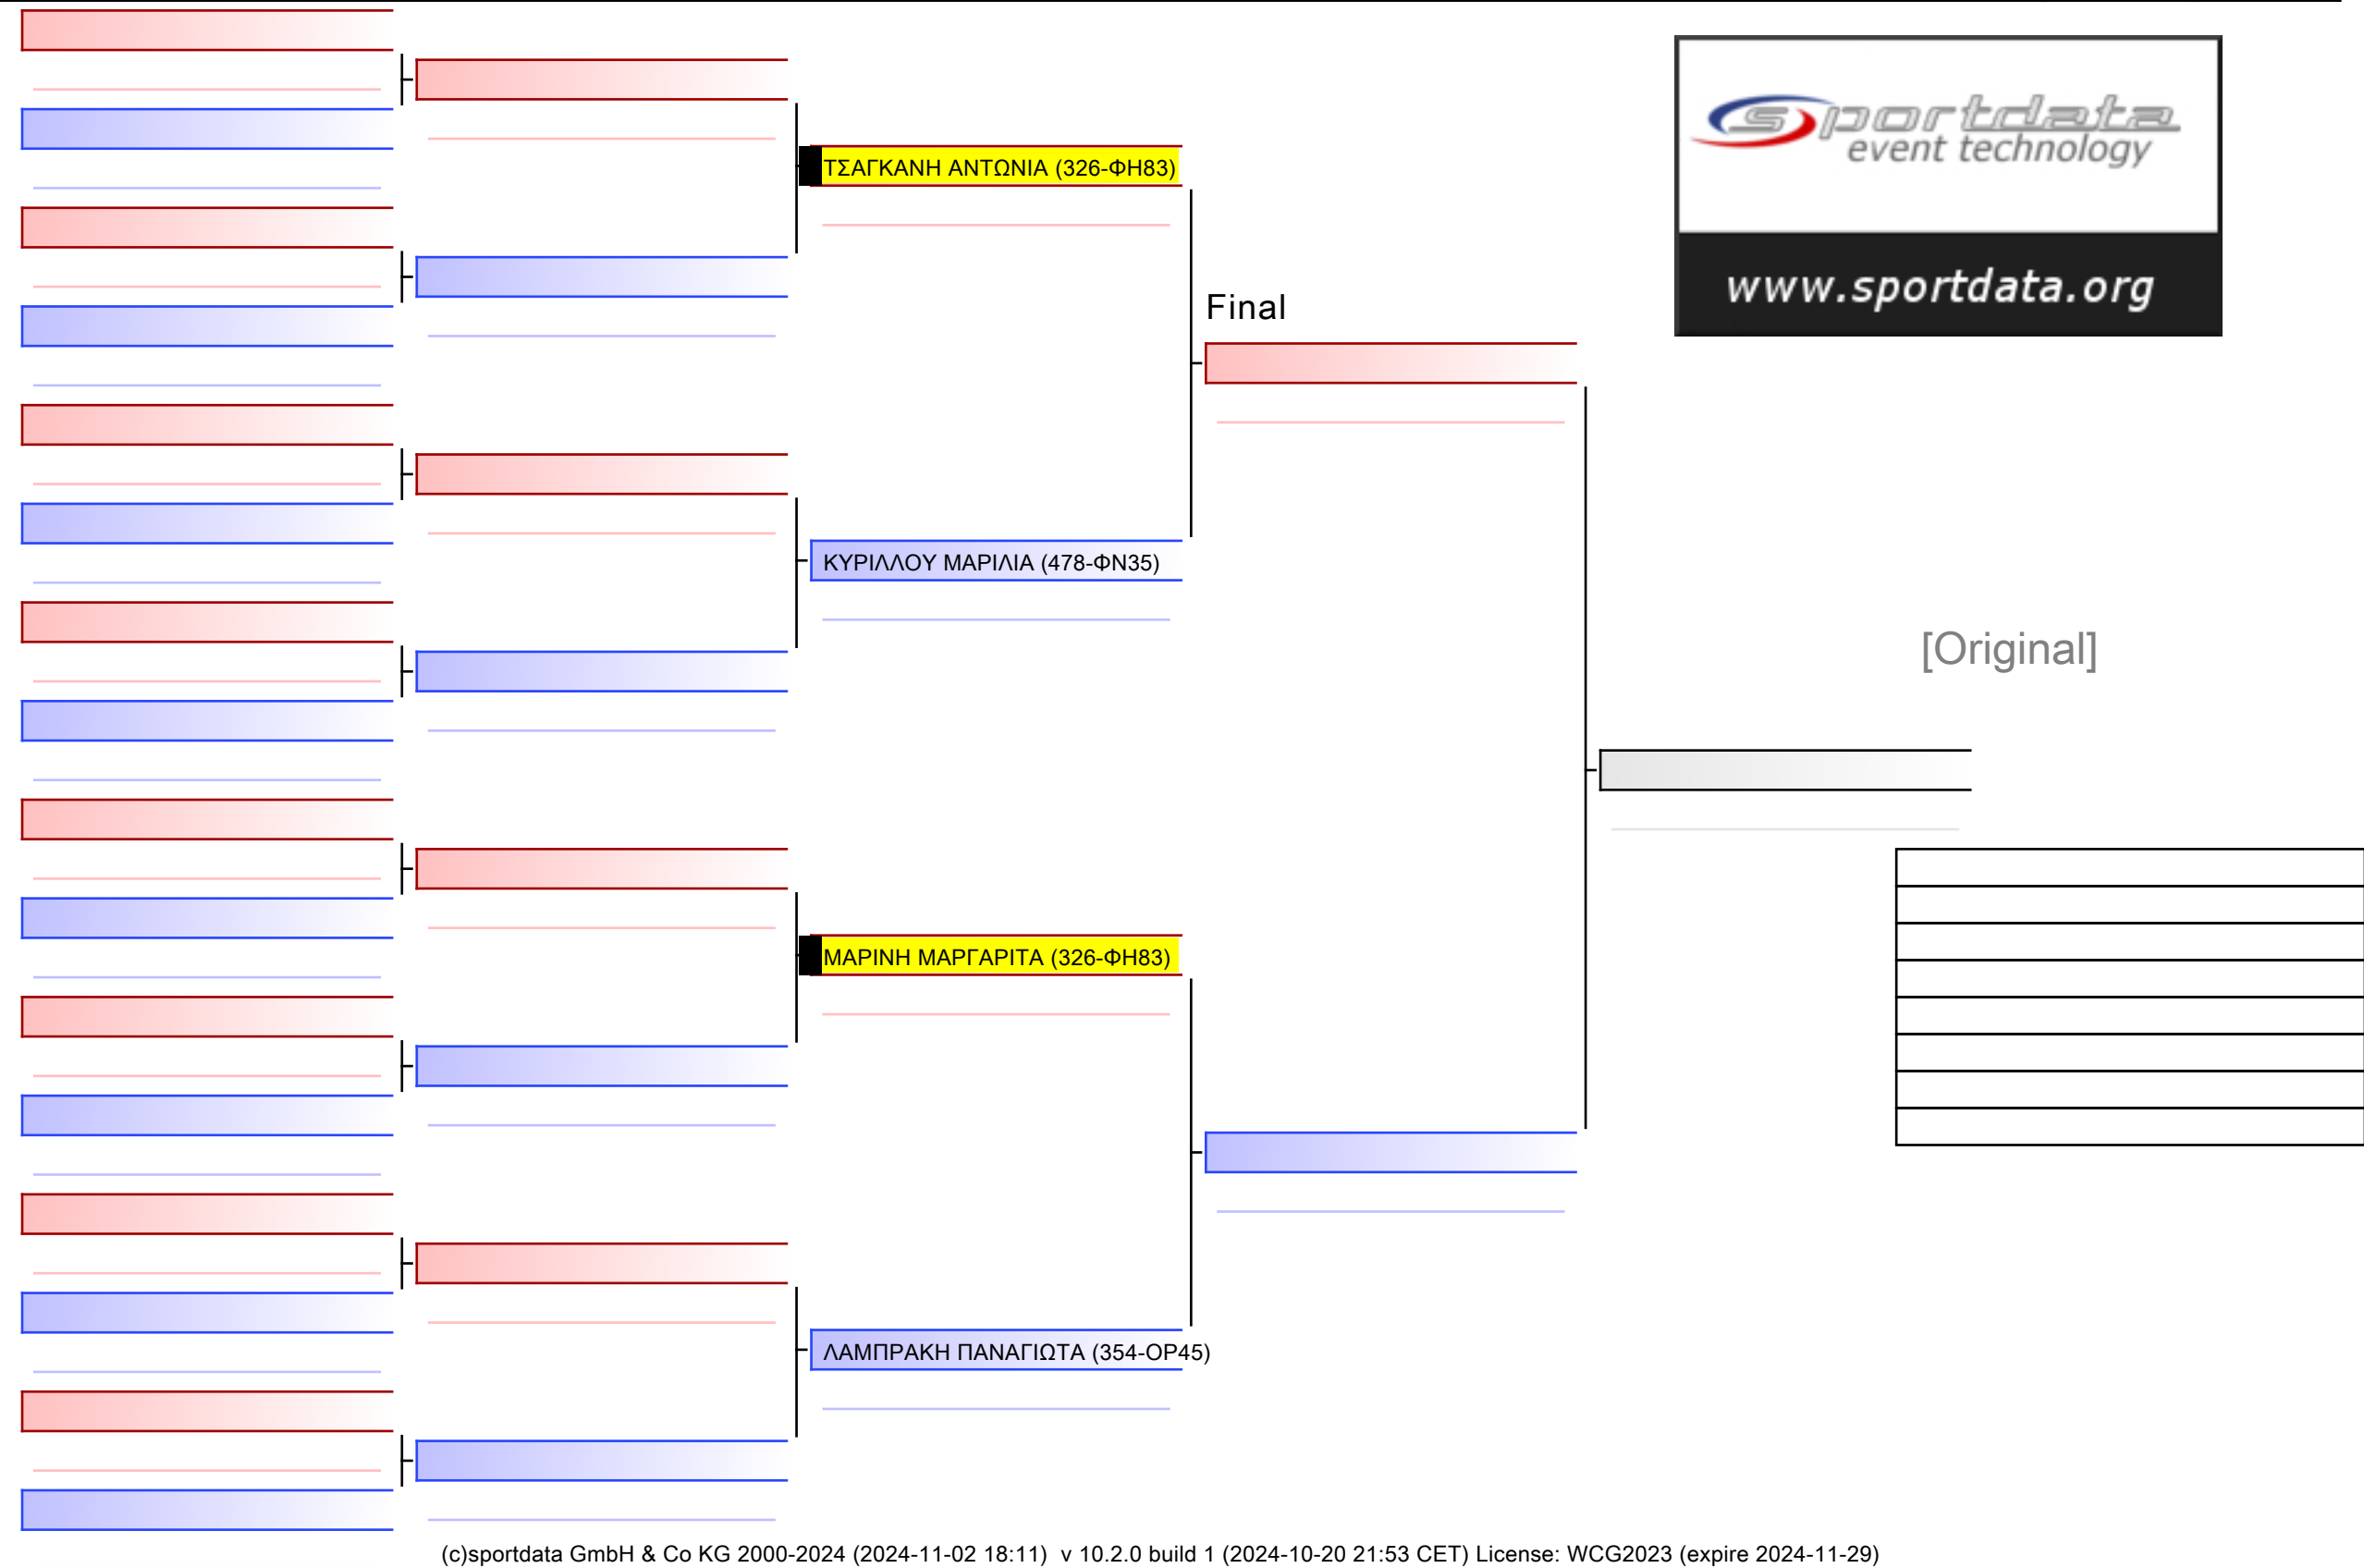 sportdata
event technology
www.sportdata.org
ΤΣΑΓΚΑΝΗ ΑΝΤΩΝΙΑ (326-ΦΗ83)
Final
ΚΥΡΙΛΛΟΥ ΜΑΡΙΛΙΑ (478-ΦΝ35)
[Original]
ΜΑΡΙΝΗ ΜΑΡΓΑΡΙΤΑ (326-ΦΗ83)
ΛΑΜΠΡΑΚΗ ΠΑΝΑΓΙΩΤΑ (354-ΟΡ45)
(c)sportdata GmbH & Co KG 2000-2024 (2024-11-02 18:11)  v 10.2.0 build 1 (2024-10-20 21:53 CET) License: WCG2023 (expire 2024-11-29)